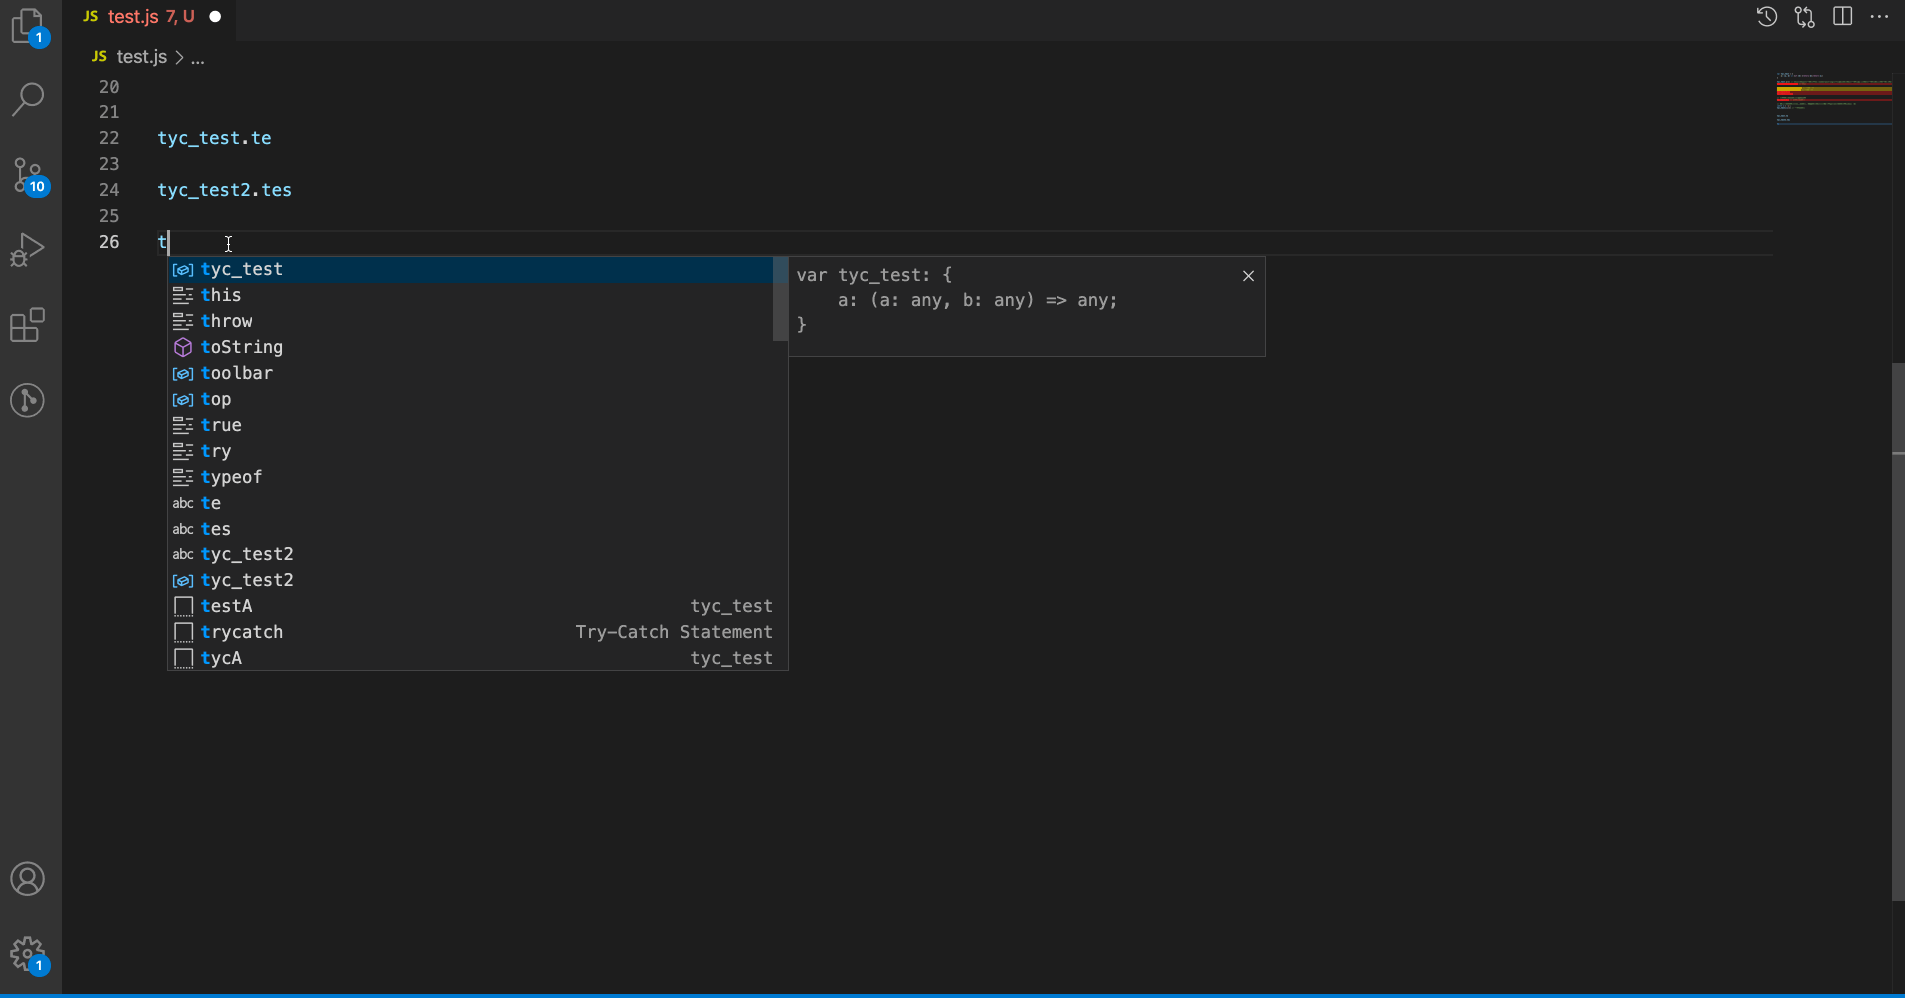 1
JS test.js 7, U
JS test.js > ...
20
21
22 tyc_test.te
23
10
24 tyc_test2.tes
25
26 t
tyc_test
this
throw
toString
toolbar
top
true
try
typeof
abc te
abc tes
abc tyc_test2
tyc_test2
testA tyc_test
trycatch Try-Catch Statement
tycA tyc_test
var tyc_test: {
a: (a: any, b: any) => any;
}
1